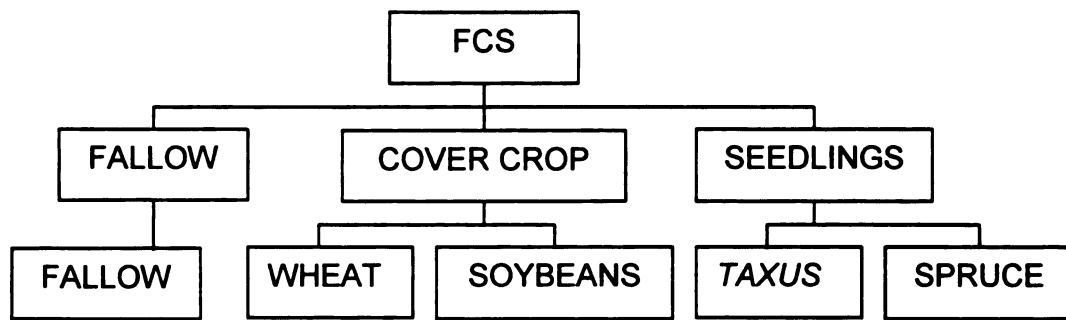 FCS
FALLOW
COVER CROP
SEEDLINGS
FALLOW
WHEAT
SOYBEANS
TAXUS
SPRUCE